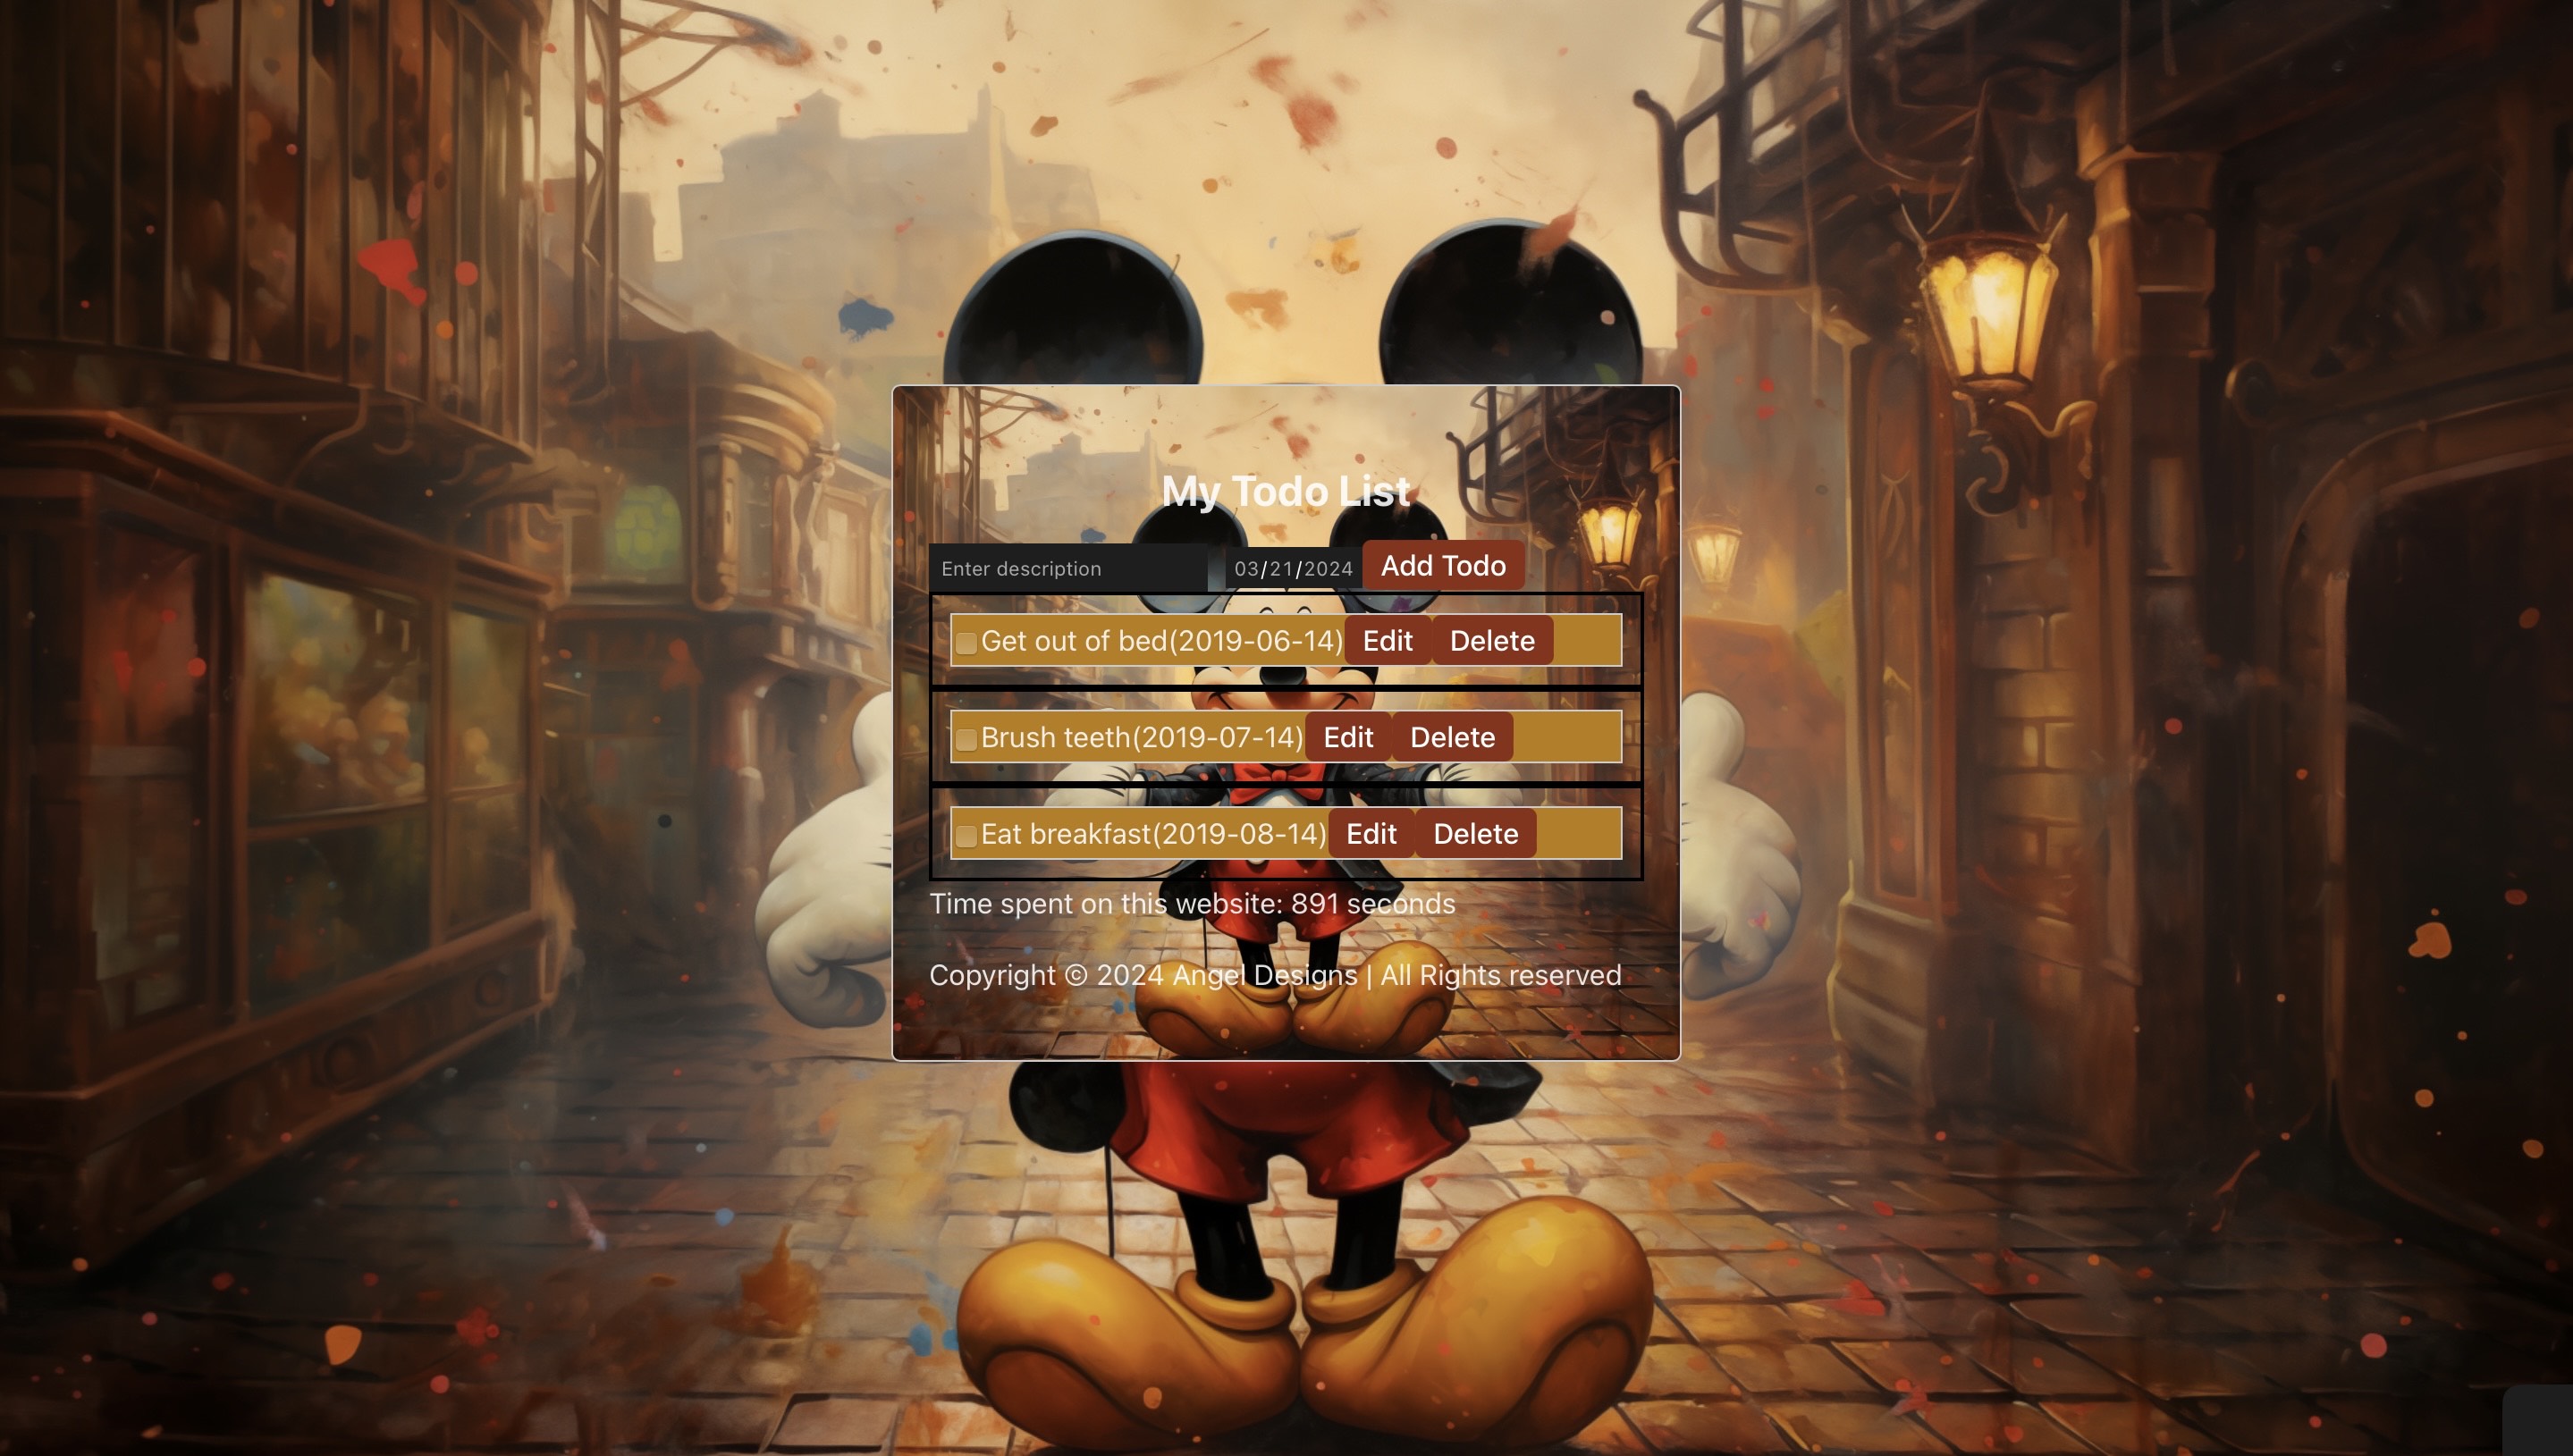 My Todo List
Enter description 03/21/2024 Add Todo
Get out of bed(2019-06-14) Edit Delete
Brush teeth(2019-07-14) Edit Delete
Eat breakfast(2019-08-14) Edit Delete
Time spent on this website: 891 seconds
Copyright © 2024 Angel Designs | All Rights reserved